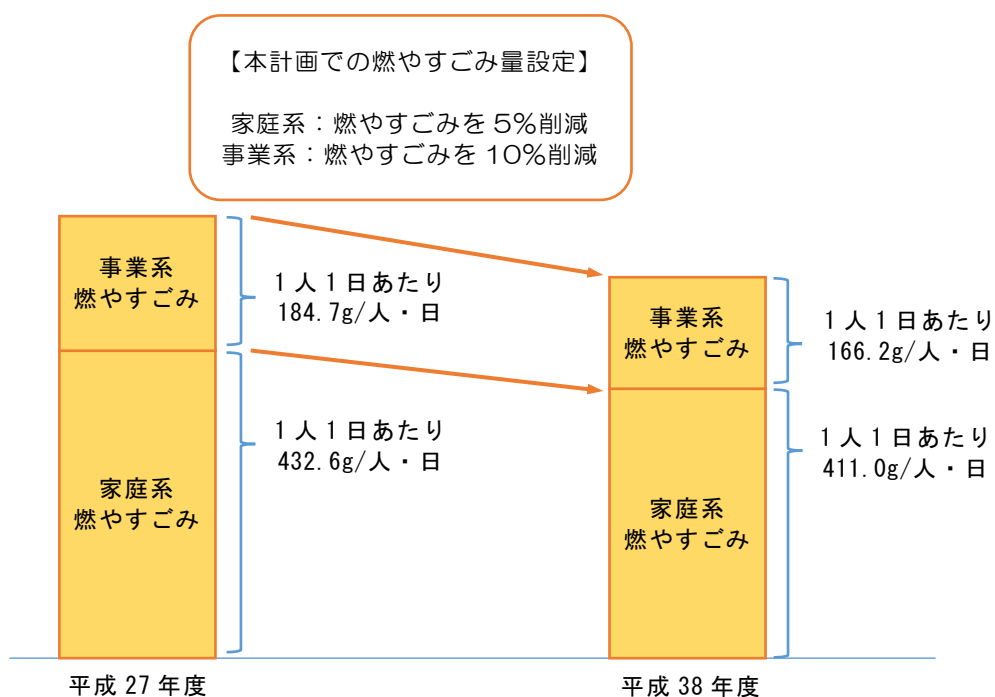 【本計画での燃やすごみ量設定】
家庭系：燃やすごみを 5%削減
事業系：燃やすごみを 10%削減
事業系
燃やすごみ
1人1日あたり
184.7g/人・日
家庭系
燃やすごみ
1人1日あたり
432.6g/人・日
平成 27 年度
事業系
燃やすごみ
1人1日あたり
166.2g/人・日
家庭系
燃やすごみ
1人1日あたり
411.0g/人・日
平成 38 年度